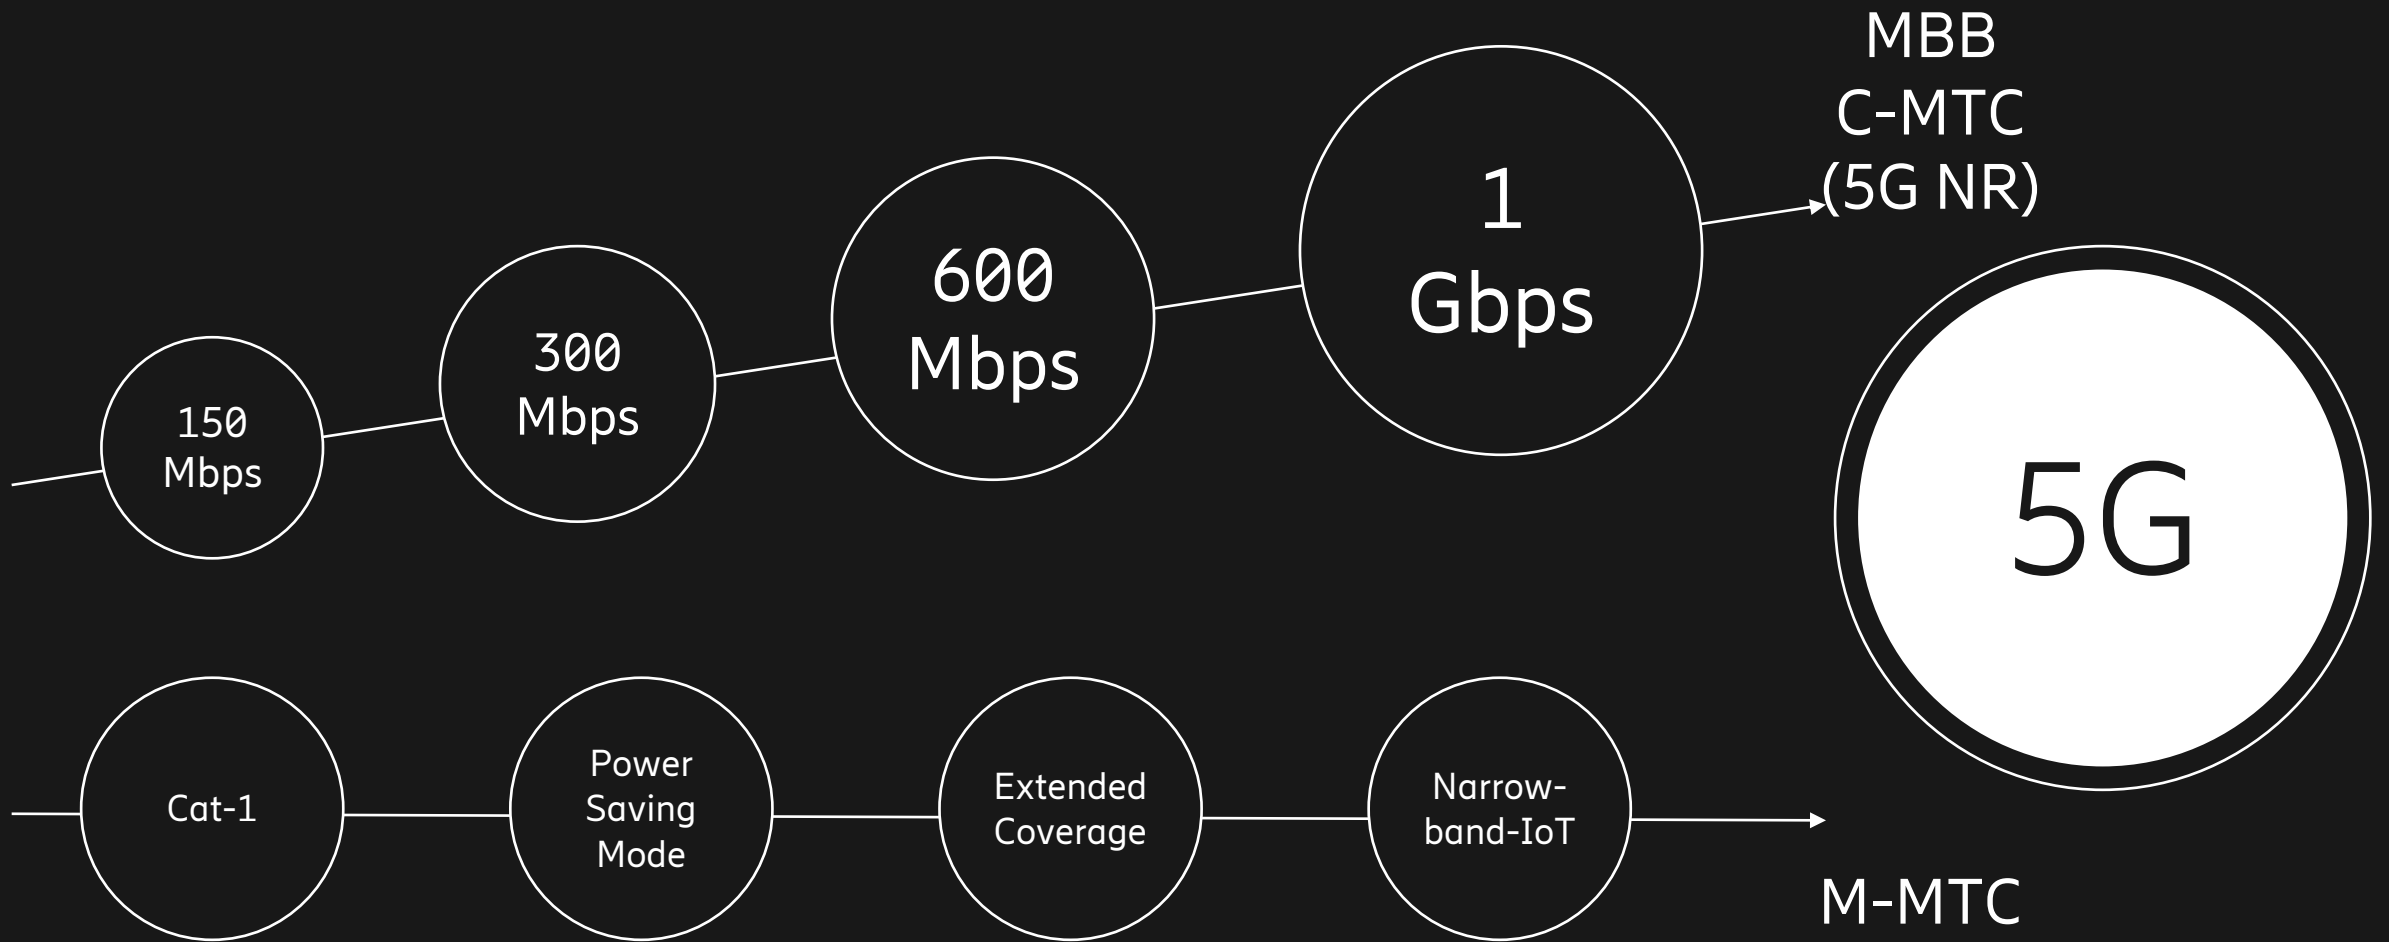 MBB
C-MTC
(5G NR)
150
Mbps
300
Mbps
600
Mbps
1
Gbps
5G
Cat-1
Power
Saving
Mode
Extended
Coverage
Narrow-
band-IoT
M-MTC